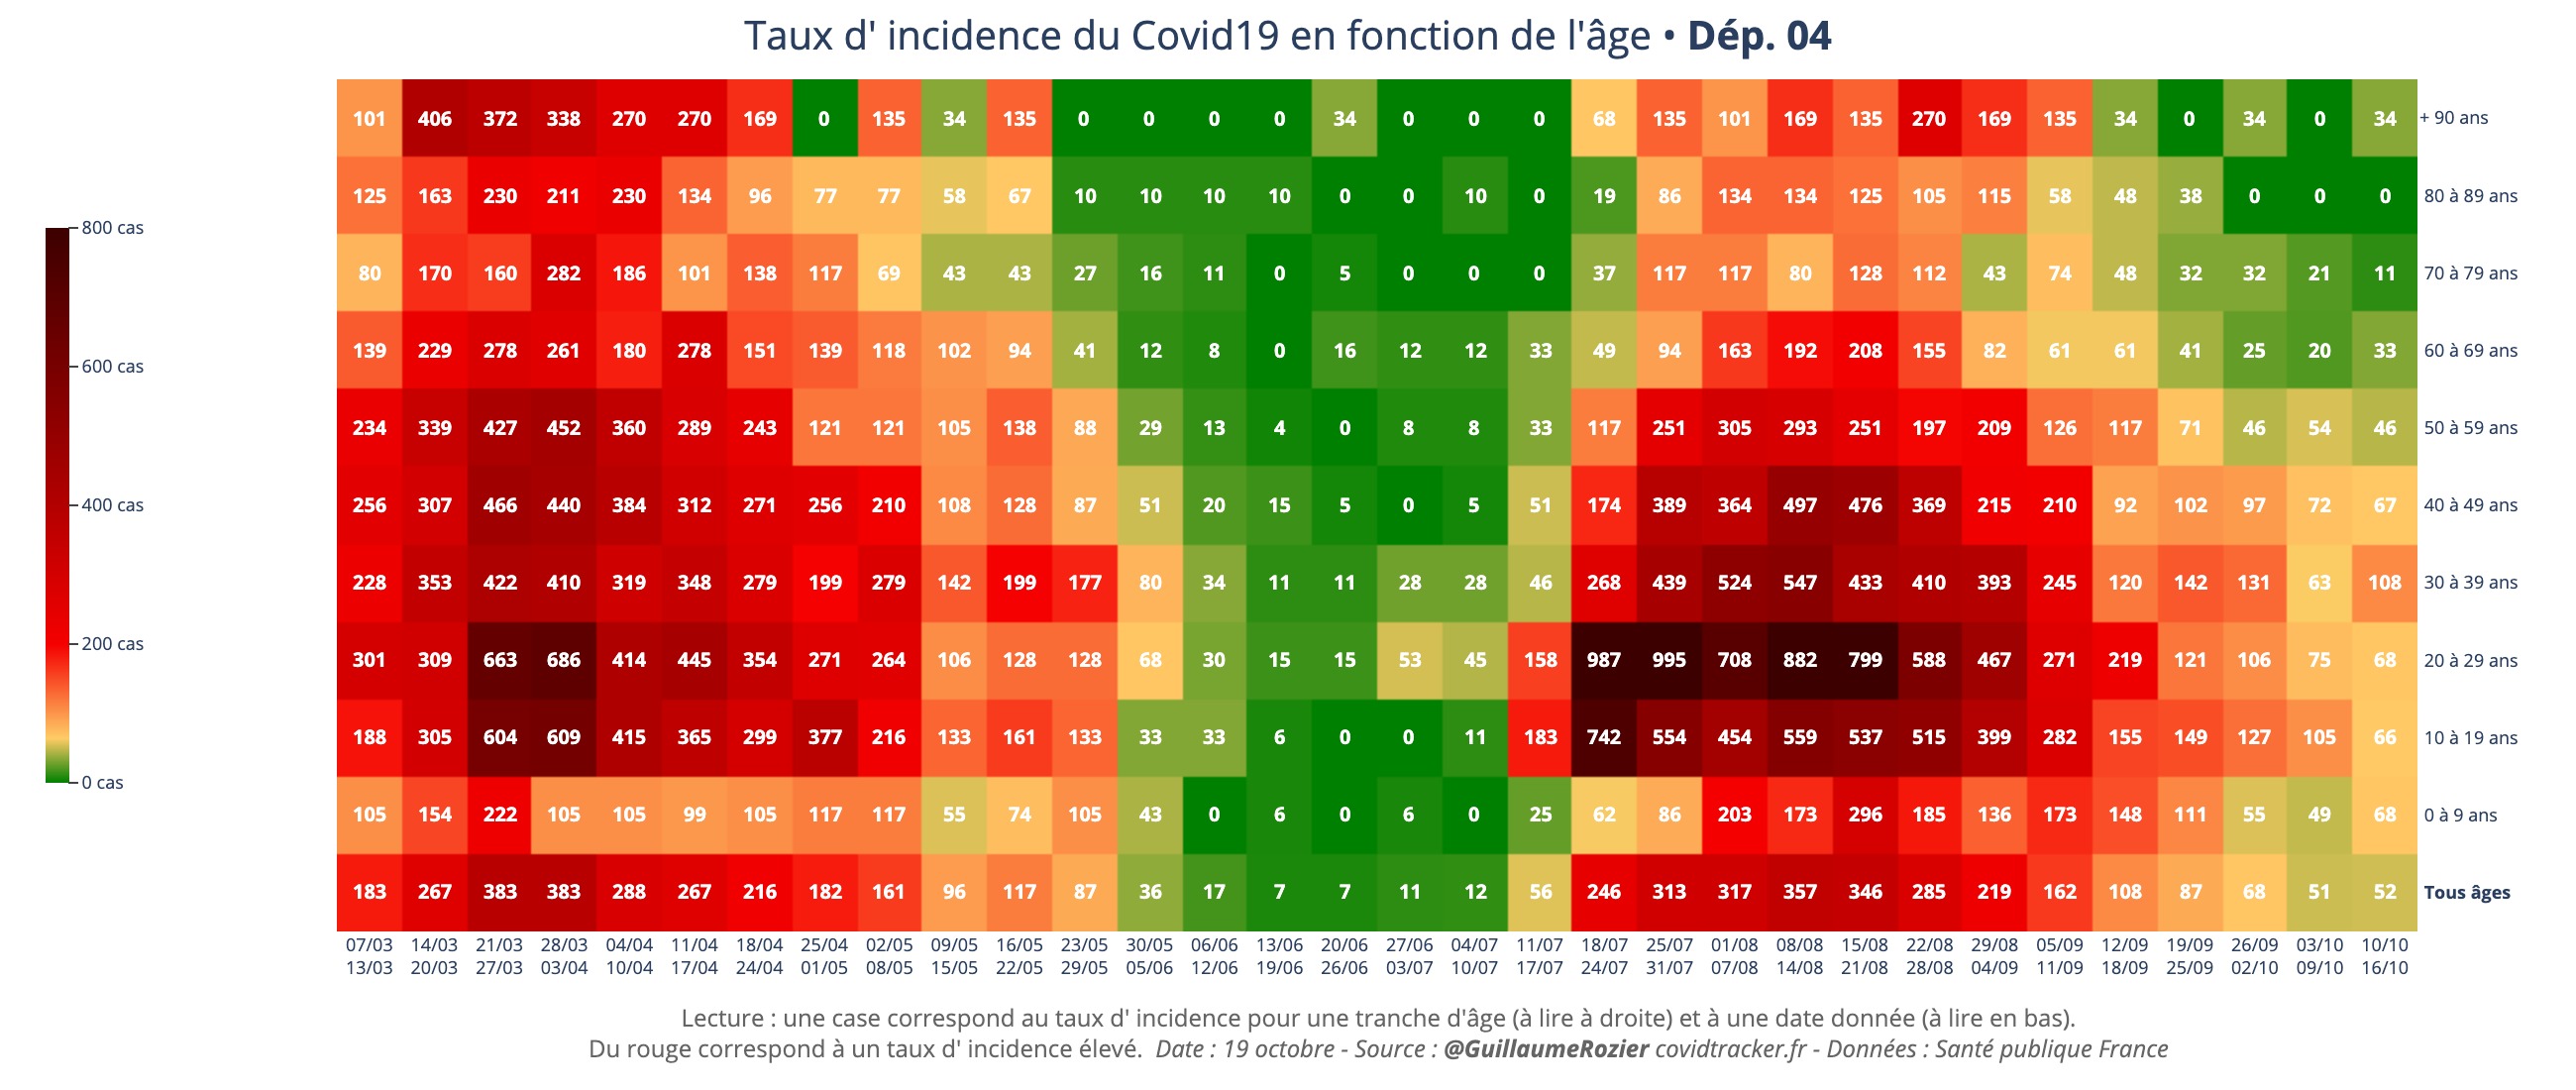 Taux d' incidence du Covid19 en fonction de l'âge • Dép. 04
101 406 372 338 270 270 169 0 135 34 135 0 0 0 0 34 0 0 0 68 135 101 169 135 270 169 135 34 0 34 0 34 + 90 ans
125 163 230 211 230 134 96 77 77 58 67 10 10 10 10 0 0 10 0 19 86 134 134 125 105 115 58 48 38 0 0 0 80 à 89 ans
800 cas
80 170 160 282 186 101 138 117 69 43 43 27 16 11 0 5 0 0 0 37 117 117 80 128 112 43 74 48 32 32 21 11 70 à 79 ans
139 229 278 261 180 278 151 139 118 102 94 41 12 8 0 16 12 12 33 49 94 163 192 208 155 82 61 61 41 25 20 33 60 à 69 ans
600 cas
234 339 427 452 360 289 243 121 121 105 138 88 29 13 4 0 8 8 33 117 251 305 293 251 197 209 126 117 71 46 54 46 50 à 59 ans
400 cas
256 307 466 440 384 312 271 256 210 108 128 87 51 20 15 5 0 5 51 174 389 364 497 476 369 215 210 92 102 97 72 67 40 à 49 ans
228 353 422 410 319 348 279 199 279 142 199 177 80 34 11 11 28 28 46 268 439 524 547 433 410 393 245 120 142 131 63 108 30 à 39 ans
200 cas
301 309 663 686 414 445 354 271 264 106 128 128 68 30 15 15 53 45 158 987 995 708 882 799 588 467 271 219 121 106 75 68 20 à 29 ans
188 305 604 609 415 365 299 377 216 133 161 133 33 33 6 0 0 11 183 742 554 454 559 537 515 399 282 155 149 127 105 66 10 à 19 ans
0 cas
105 154 222 105 105 99 105 117 117 55 74 105 43 0 6 0 6 0 25 62 86 203 173 296 185 136 173 148 111 55 49 68 0 à 9 ans
183 267 383 383 288 267 216 182 161 96 117 87 36 17 7 7 11 12 56 246 313 317 357 346 285 219 162 108 87 68 51 52 Tous âges
07/03 14/03 21/03 28/03 04/04 11/04 18/04 25/04 02/05 09/05 16/05 23/05 30/05 06/06 13/06 20/06 27/06 04/07 11/07 18/07 25/07 01/08 08/08 15/08 22/08 29/08 05/09 12/09 19/09 26/09 03/10 10/10
13/03 20/03 27/03 03/04 10/04 17/04 24/04 01/05 08/05 15/05 22/05 29/05 05/06 12/06 19/06 26/06 03/07 10/07 17/07 24/07 31/07 07/08 14/08 21/08 28/08 04/09 11/09 18/09 25/09 02/10 09/10 16/10
Lecture : une case correspond au taux d' incidence pour une tranche d'âge (à lire à droite) et à une date donnée (à lire en bas).
Du rouge correspond à un taux d' incidence élevé. Date : 19 octobre - Source : @GuillaumeRozier covidtracker.fr - Données : Santé publique France